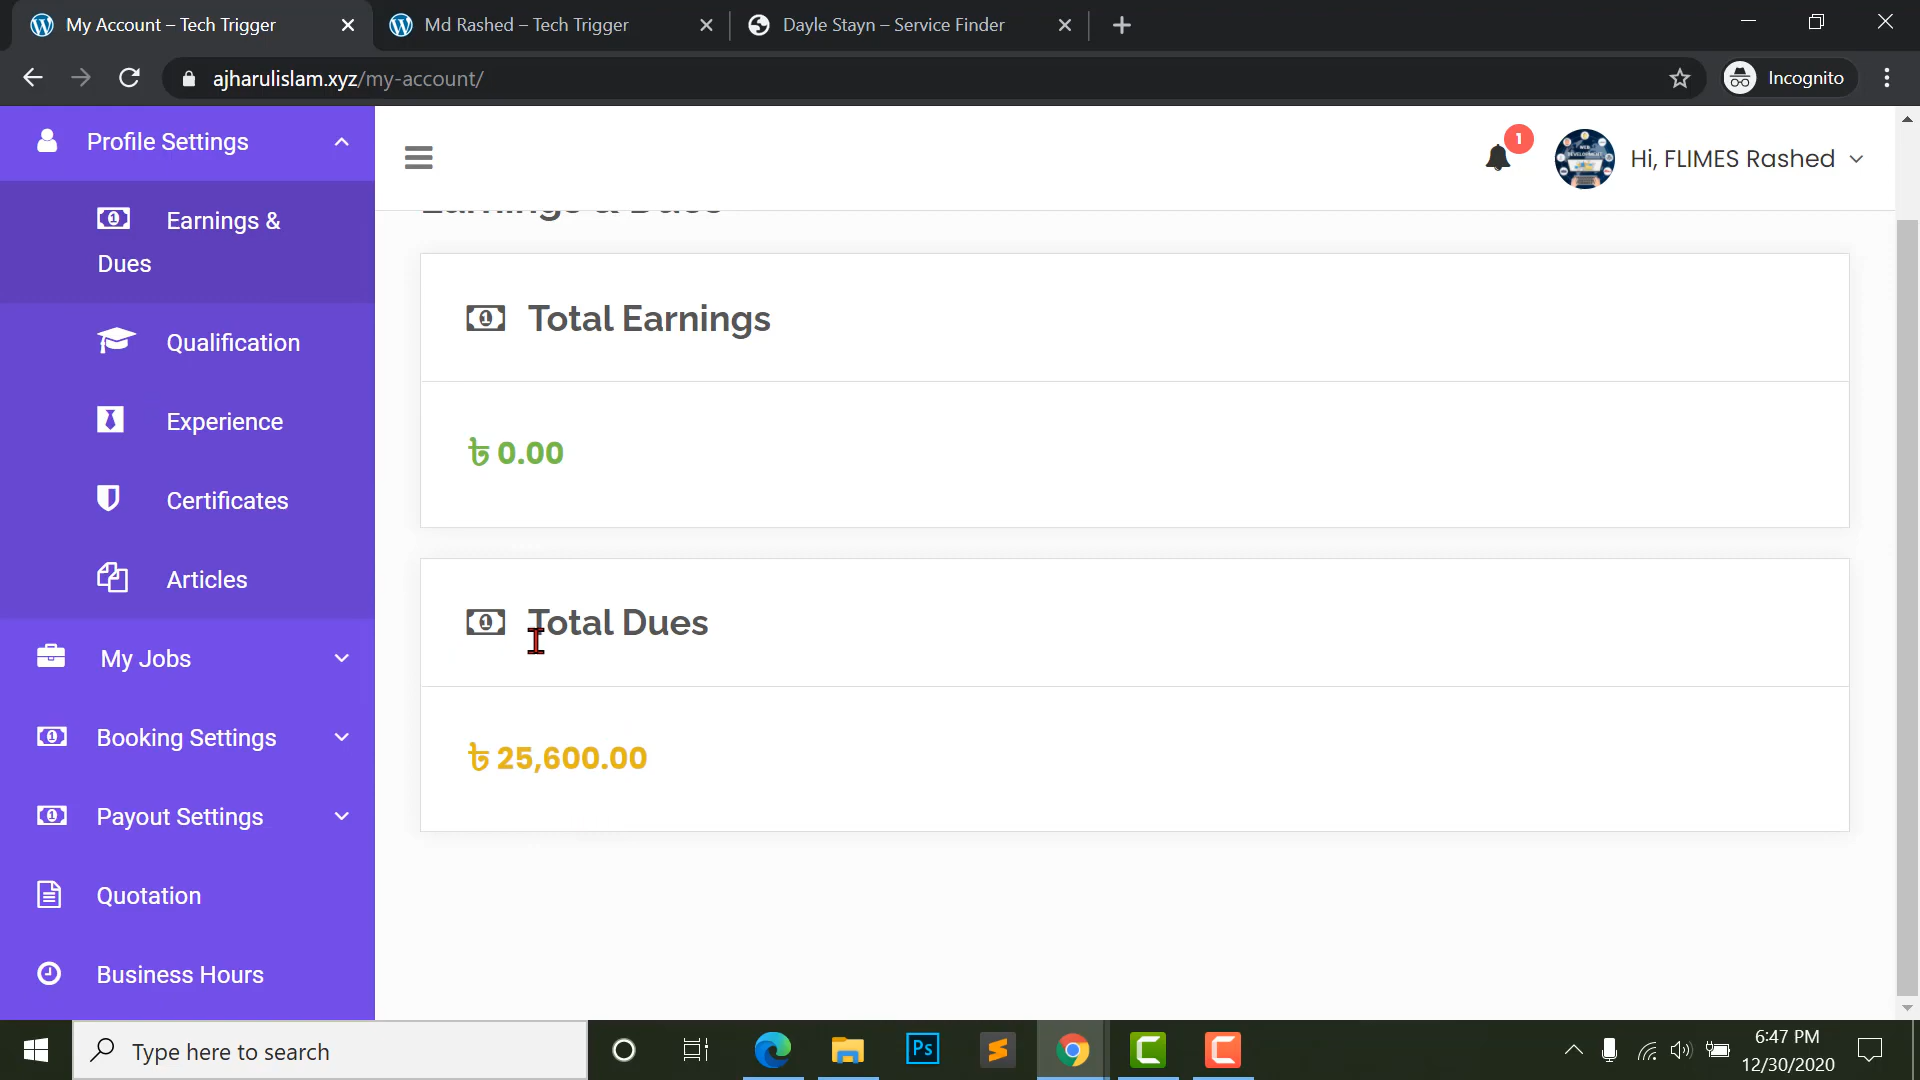 My Account – Tech Trigger
Md Rashed – Tech Trigger
Dayle Stayn – Service Finder
ajharulislam.xyz/my-account/
Incognito
Profile Settings
Earnings &
Dues
Qualification
Experience
Certificates
Articles
My Jobs
Booking Settings
Payout Settings
Quotation
Business Hours
1
Hi, FLIMES Rashed
Earnings & Dues
Total Earnings
৳ 0.00
Total Dues
৳ 25,600.00
Type here to search
Ps
6:47 PM
12/30/2020